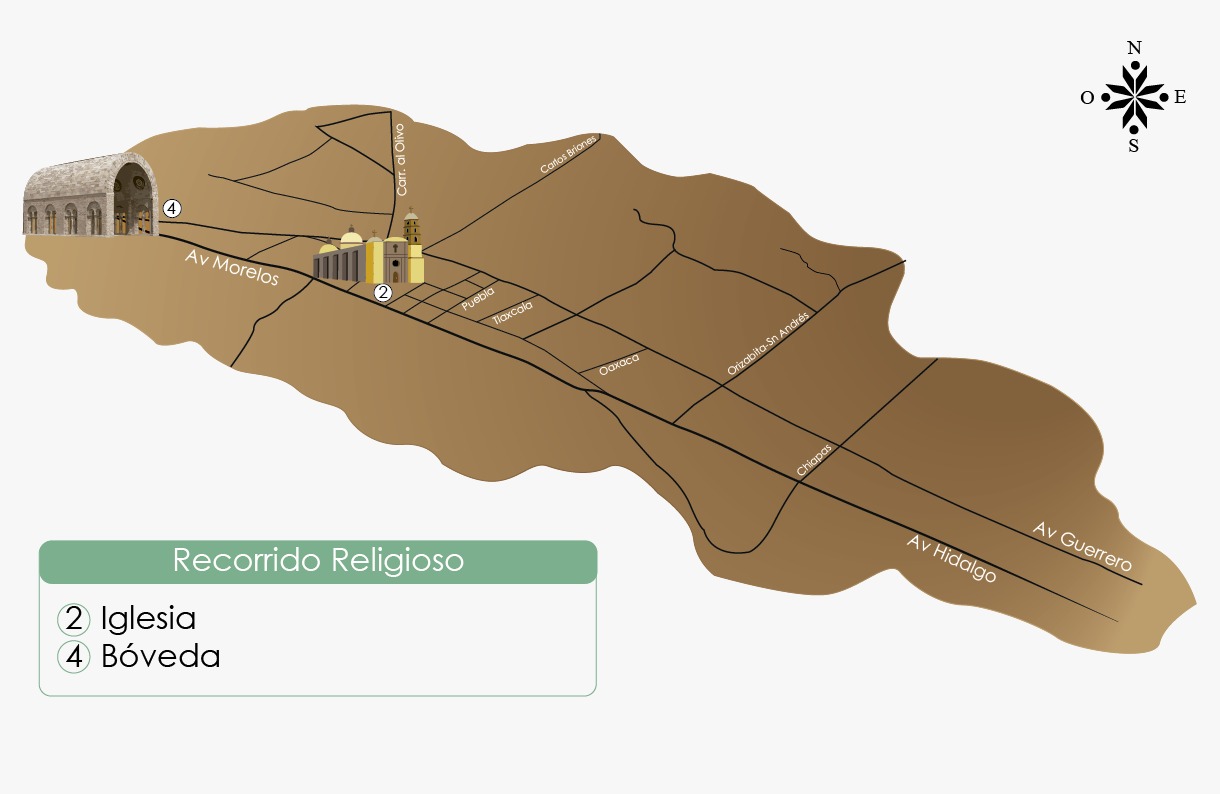 N
O
E
S
Carr. al Olivo
Carlos Briones
4
Av Morelos
2
Puebla
Tlaxcala
Orizabita-Sn Andrés
Oaxaca
Chiapas
Av Guerrero
Av Hidalgo
Recorrido Religioso
2 Iglesia
4 Bóveda